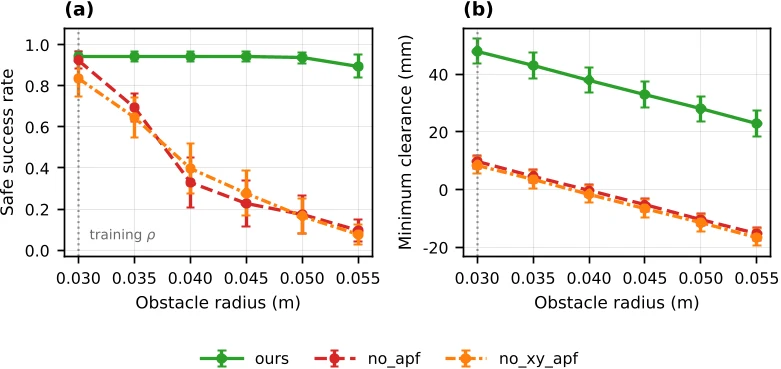 (a)
Safe success rate
1.0
0.8
0.6
0.4
0.2
0.0
training ρ
0.030 0.035 0.040 0.045 0.050 0.055
Obstacle radius (m)
(b)
Minimum clearance (mm)
40
20
0
-20
0.030 0.035 0.040 0.045 0.050 0.055
Obstacle radius (m)
ours no_apf no_xy_apf